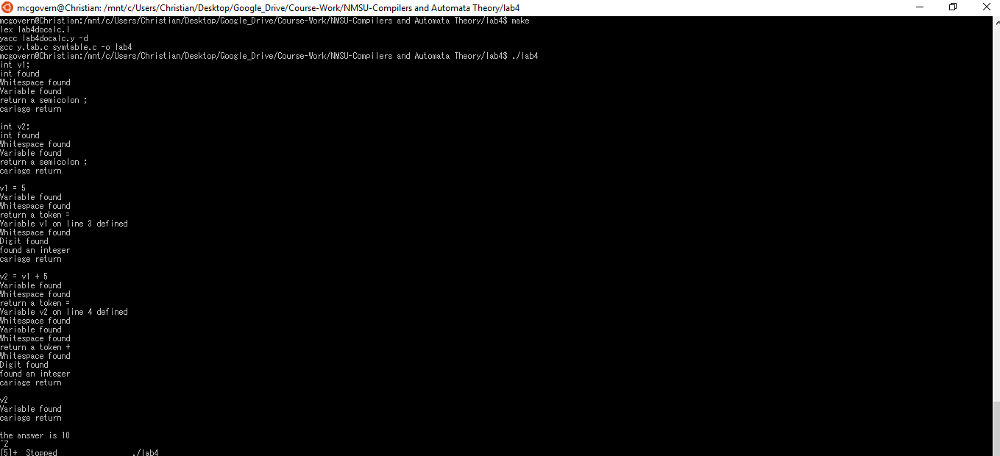 mcgovern@Christian: /mnt/c/Users/Christian/Desktop/Google_Drive/Course-Work/NMSU-Compilers and Automata Theory/lab4
mcgovern@Christian:/mnt/c/Users/Christian/Desktop/Google_Drive/Course-Work/NMSU-Compilers and Automata Theory/lab4$ make
lex lab4docalc.l
yacc lab4docalc.y -d
gcc y.tab.c symtable.c -o lab4
mcgovern@Christian:/mnt/c/Users/Christian/Desktop/Google_Drive/Course-Work/NMSU-Compilers and Automata Theory/lab4$ ./lab4
int v1;
int found
Whitespace found
Variable found
return a semicolon ;
cariage return
int v2;
int found
Whitespace found
Variable found
return a semicolon ;
cariage return
v1 = 5
Variable found
Whitespace found
return a token =
Variable v1 on line 3 defined
Whitespace found
Digit found
found an integer
cariage return
v2 = v1 + 5
Variable found
Whitespace found
return a token =
Variable v2 on line 4 defined
Whitespace found
Variable found
Whitespace found
return a token +
Whitespace found
Digit found
found an integer
cariage return
v2
Variable found
cariage return
the answer is 10
^Z
[5]+  Stopped                 ./lab4